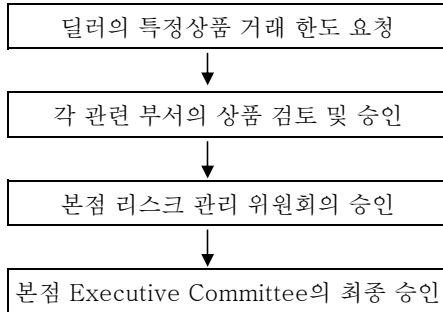 딜러의 특정상품 거래 한도 요청
각 관련 부서의 상품 검토 및 승인
본점 리스크 관리 위원회의 승인
본점 Executive Committee의 최종 승인